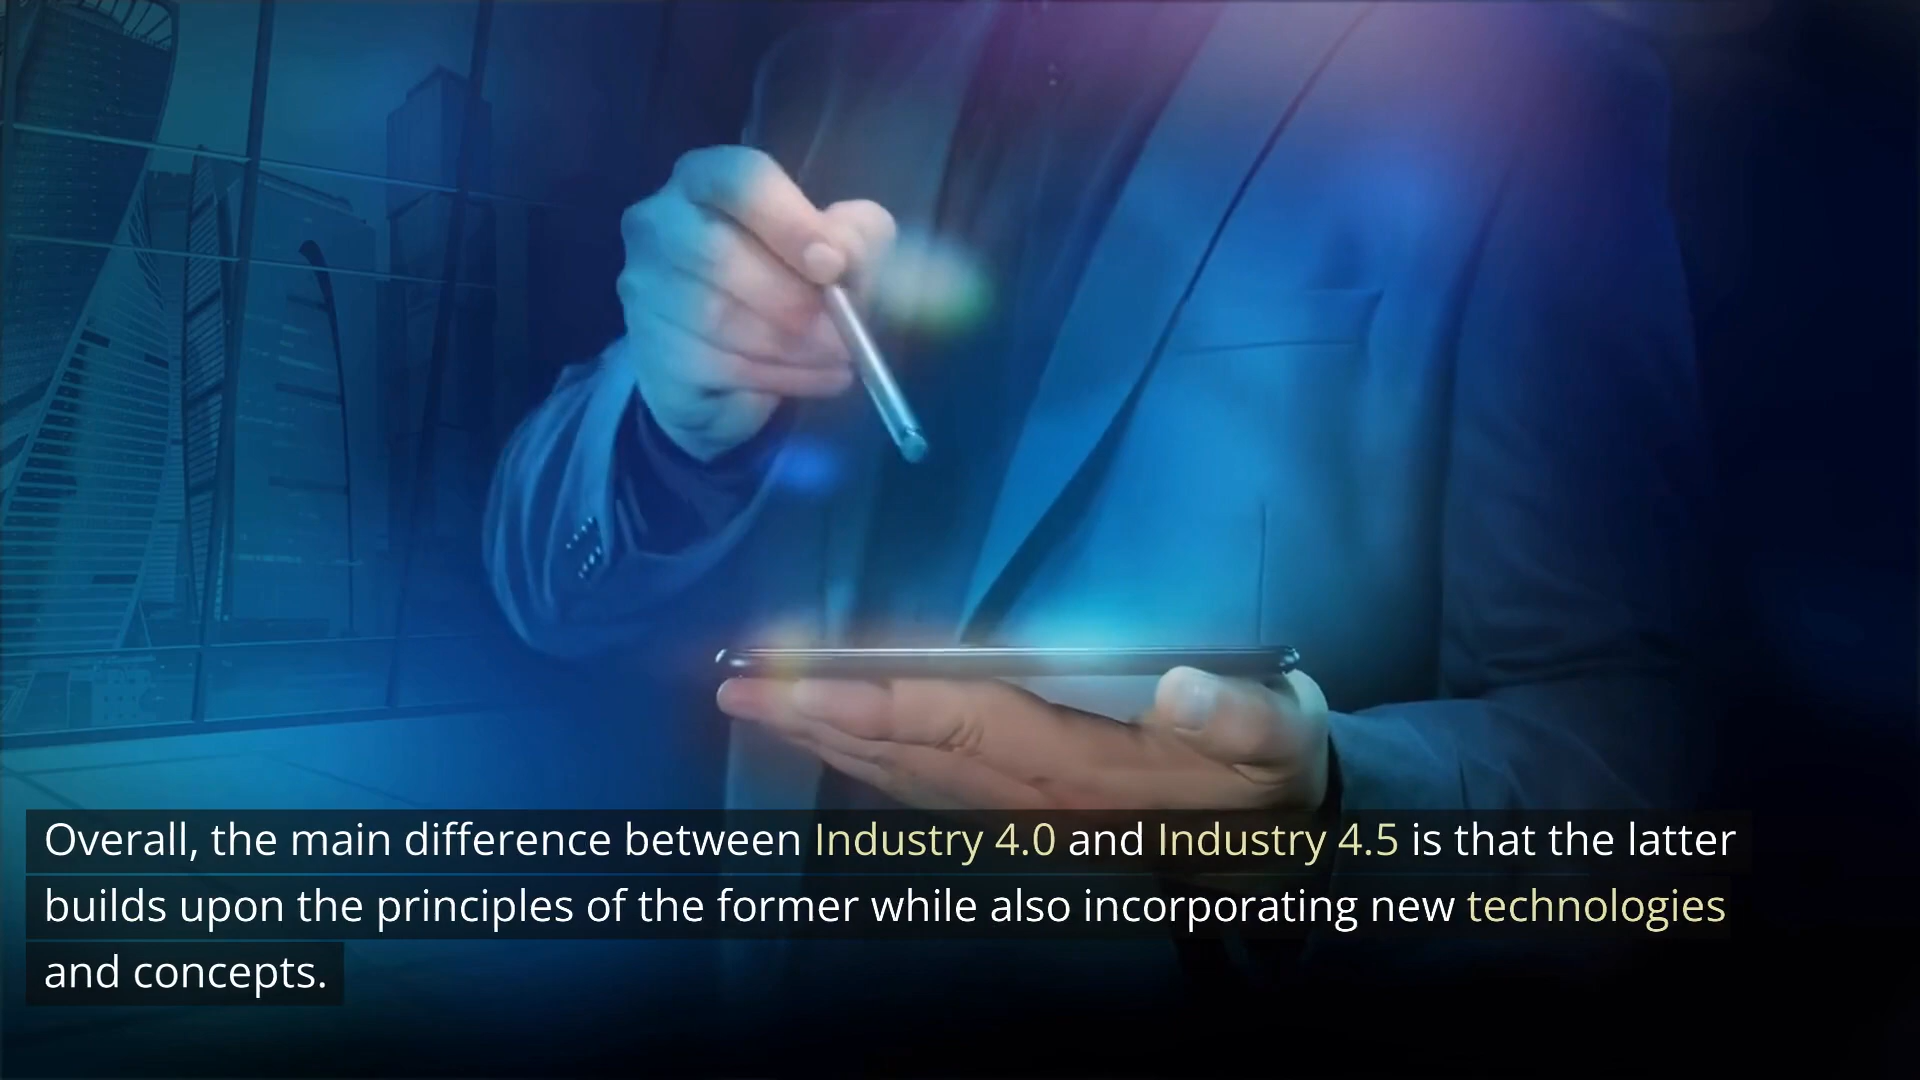 Overall, the main difference between Industry 4.0 and Industry 4.5 is that the latter
builds upon the principles of the former while also incorporating new technologies
and concepts.